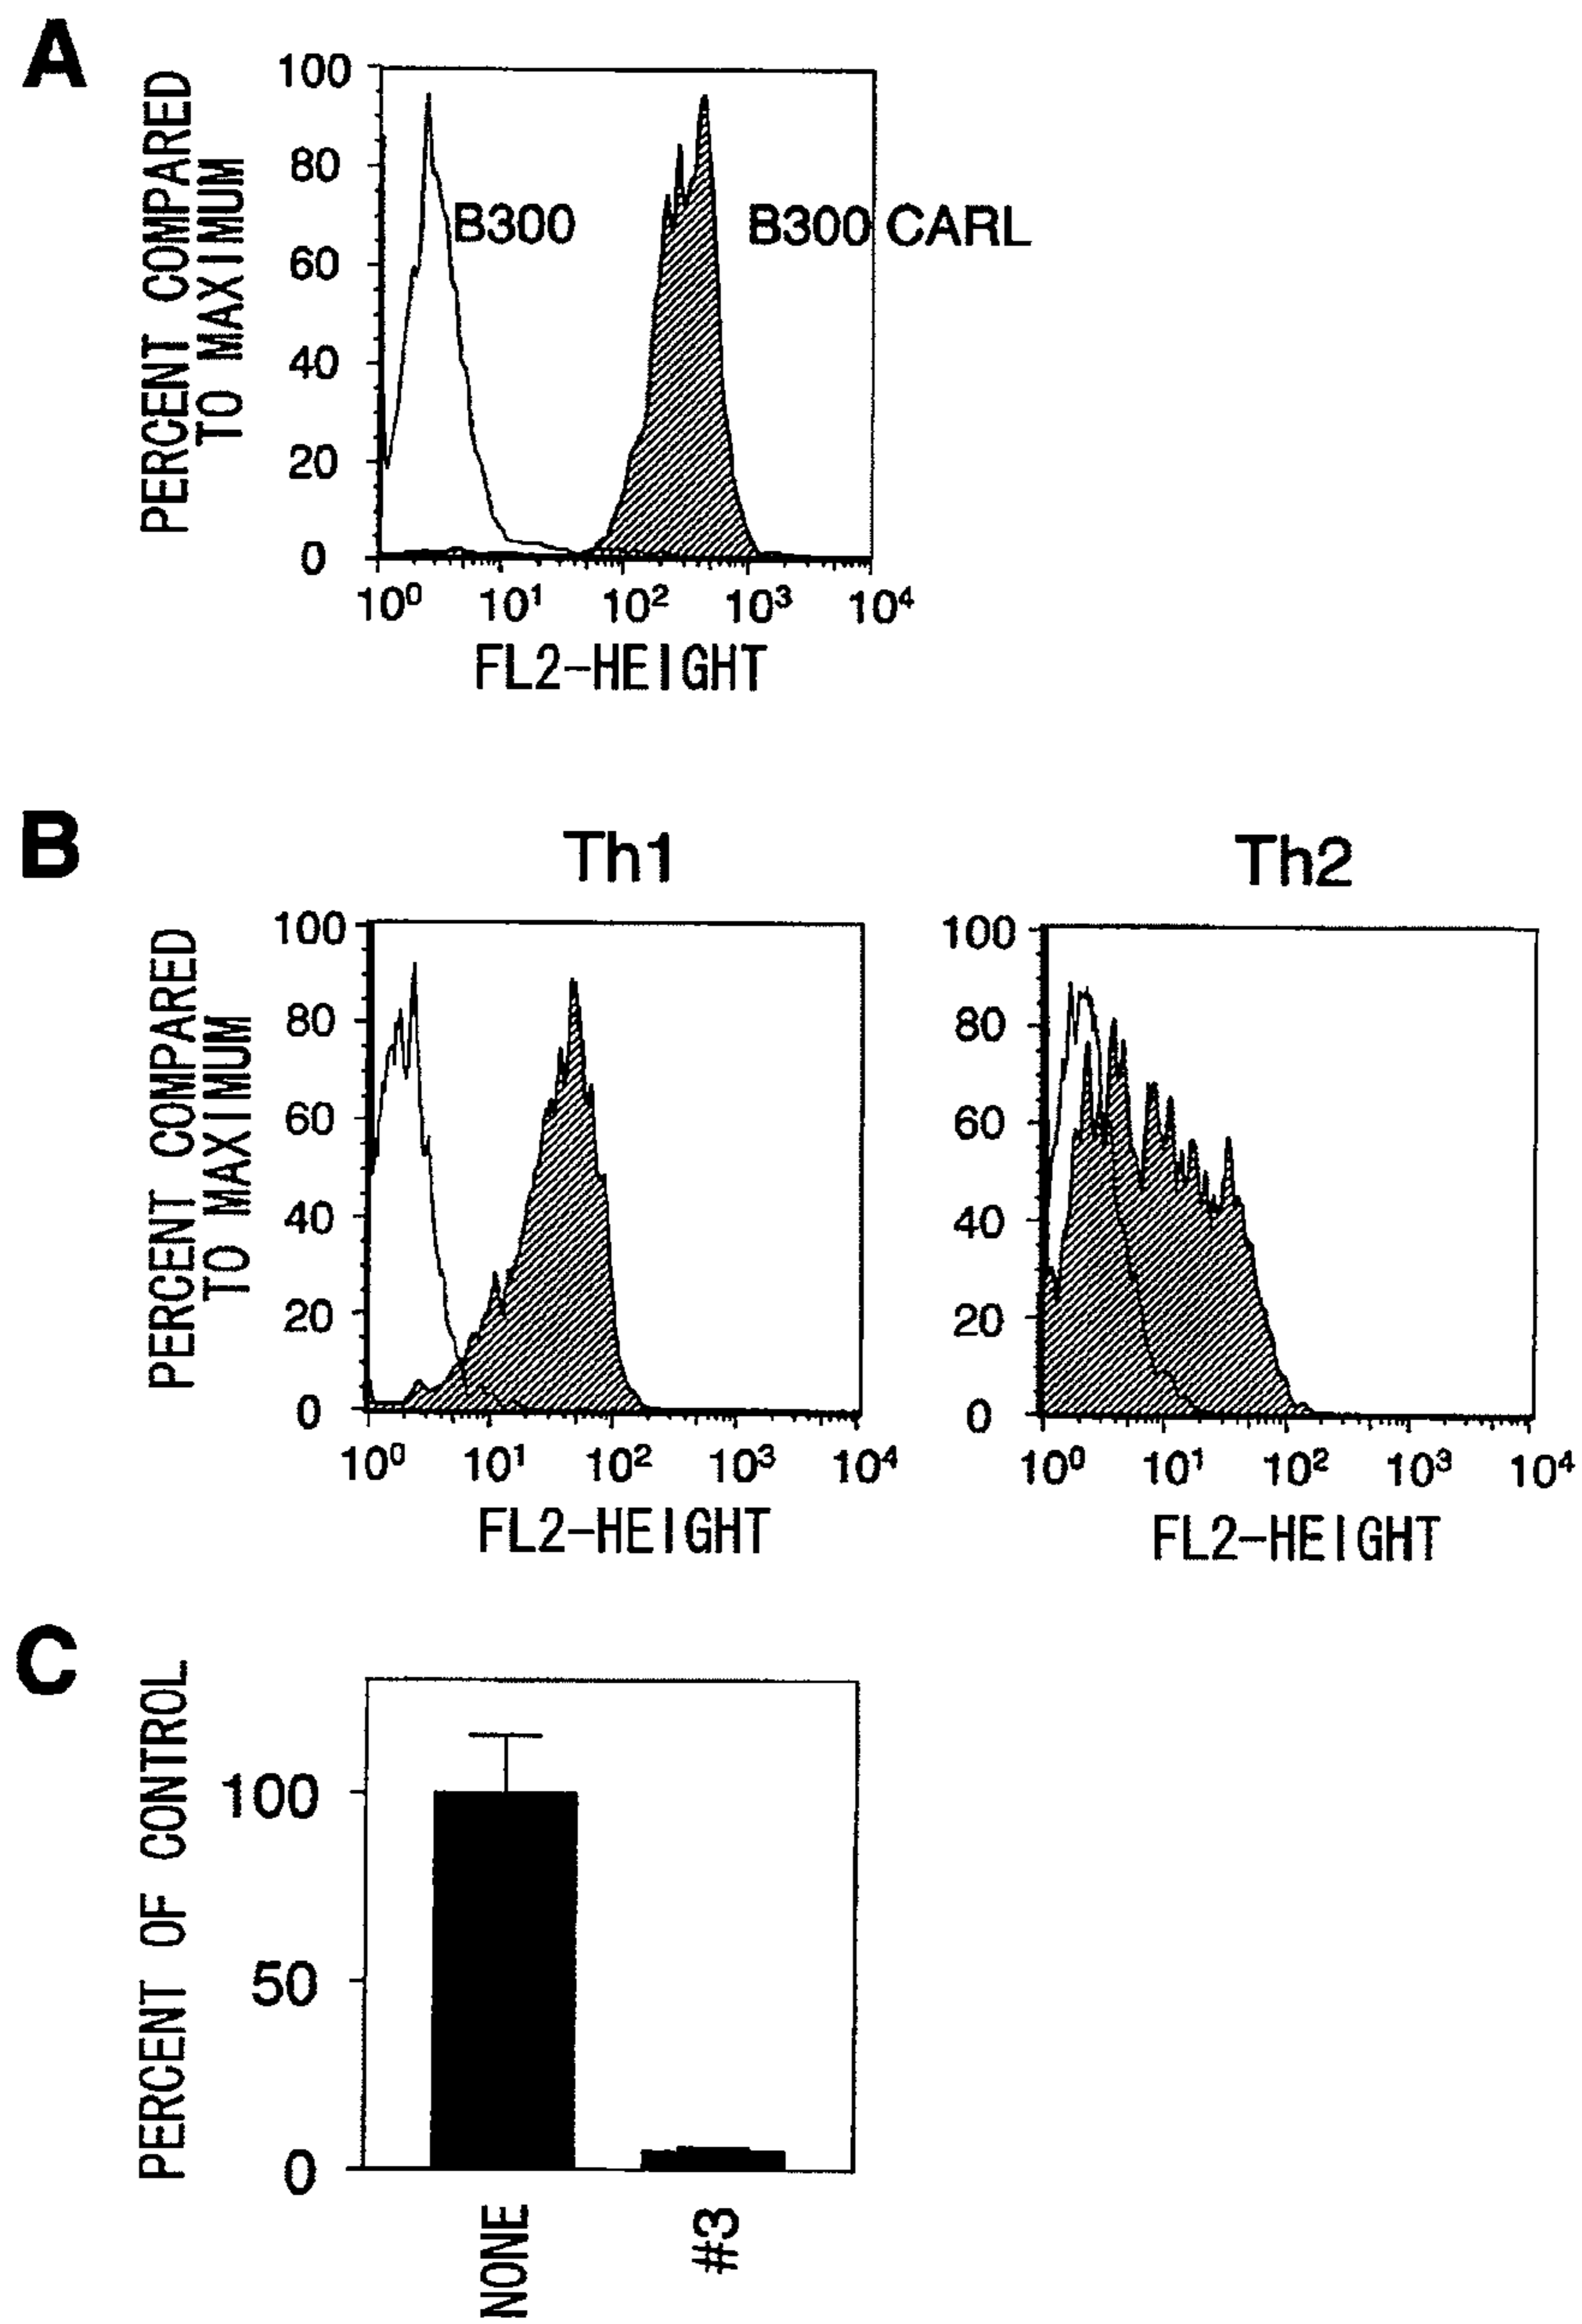 A
PERCENT COMPARED
TO MAXIMUM
100
80
60
40
20
0
B300
B300 CARL
10⁰ 10¹ 10² 10³ 10⁴
FL2-HEIGHT
B
Th1
PERCENT COMPARED
TO MAXIMUM
100
80
60
40
20
0
10⁰ 10¹ 10² 10³ 10⁴
FL2-HEIGHT
Th2
100
80
60
40
20
0
10⁰ 10¹ 10² 10³ 10⁴
FL2-HEIGHT
C
PERCENT OF CONTROL
100
50
0
NONE
#3